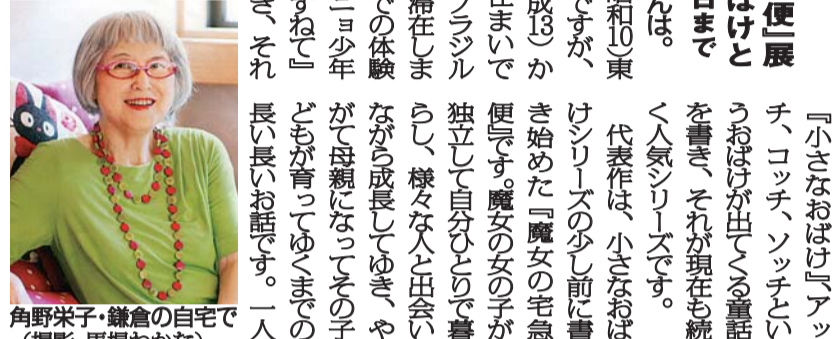 便』展
ばけと
日まで
んは。
和10）東
ですが、
成13）か
住まいで
ブラジル
滞在しま
での体験
ニョ少年
ずねて』
き、それ
『小さなおばけ』、アッ
チ、コッチ、ソッチとい
うおばけが出てくる童話
を書き、それが現在も続
く人気シリーズです。
代表作は、小さなおば
けシリーズの少し前に書
き始めた『魔女の宅急
便』です。魔女の女の子が
独立して自分ひとりで暮
らし、様々な人と出会い
ながら成長してゆき、や
がて母親になってその子
どもが育ってゆくまでの
長い長いお話です。一人
角野栄子・鎌倉の自宅で